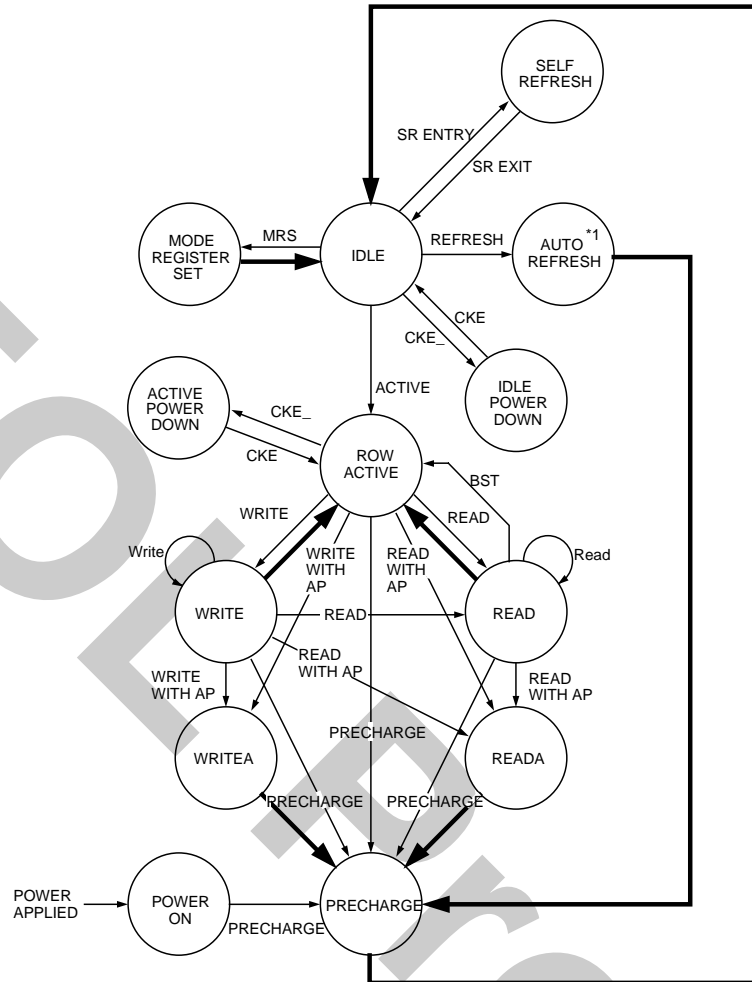 SELF
REFRESH
SR ENTRY
SR EXIT
MODE
REGISTER
SET
MRS
IDLE
REFRESH
AUTO *1
REFRESH
CKE
CKE_
IDLE
POWER
DOWN
ACTIVE
ACTIVE
POWER
DOWN
CKE_
CKE
ROW
ACTIVE
BST
WRITE
READ
WRITE
WITH
AP
READ
WITH
AP
Write
Read
WRITE
READ
READ
READ
WITH AP
WRITE
WITH AP
READ
WITH AP
WRITEA
PRECHARGE
READA
PRECHARGE
PRECHARGE
POWER
APPLIED
POWER
ON
PRECHARGE
PRECHARGE